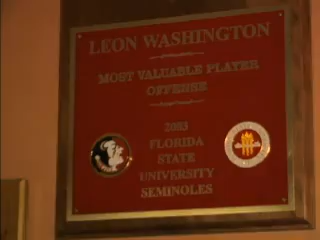 LEON WASHINGTON
MOST VALUABLE PLAYER
OFFENSE
2003
FLORIDA
STATE
UNIVERSITY
SEMINOLES